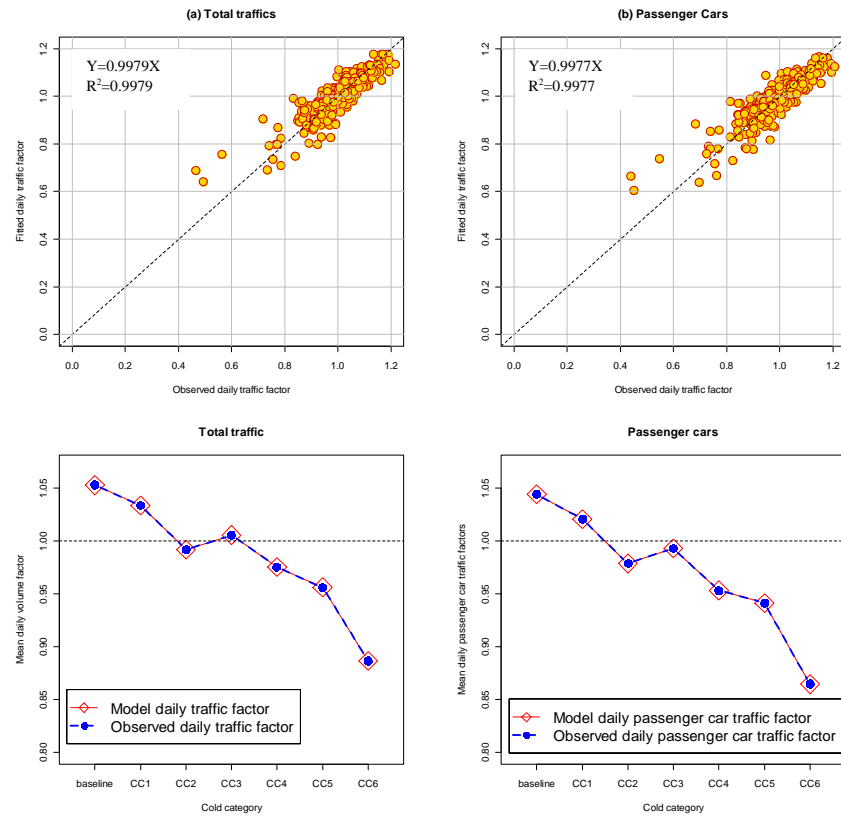 (a) Total traffics
Y=0.9979X
R²=0.9979
Fitted daily traffic factor
0.0 0.2 0.4 0.6 0.8 1.0 1.2
0.0 0.2 0.4 0.6 0.8 1.0 1.2
Observed daily traffic factor
(b) Passenger Cars
Y=0.9977X
R²=0.9977
Fitted daily traffic factor
0.0 0.2 0.4 0.6 0.8 1.0 1.2
0.0 0.2 0.4 0.6 0.8 1.0 1.2
Observed daily traffic factor
Total traffic
Mean daily volume factor
0.80 0.85 0.90 0.95 1.00 1.05
Model daily traffic factor
Observed daily traffic factor
baseline CC1 CC2 CC3 CC4 CC5 CC6
Cold category
Passenger cars
Mean daily passenger car traffic factors
0.80 0.85 0.90 0.95 1.00 1.05
Model daily passenger car traffic factor
Observed daily passenger car traffic factor
baseline CC1 CC2 CC3 CC4 CC5 CC6
Cold category